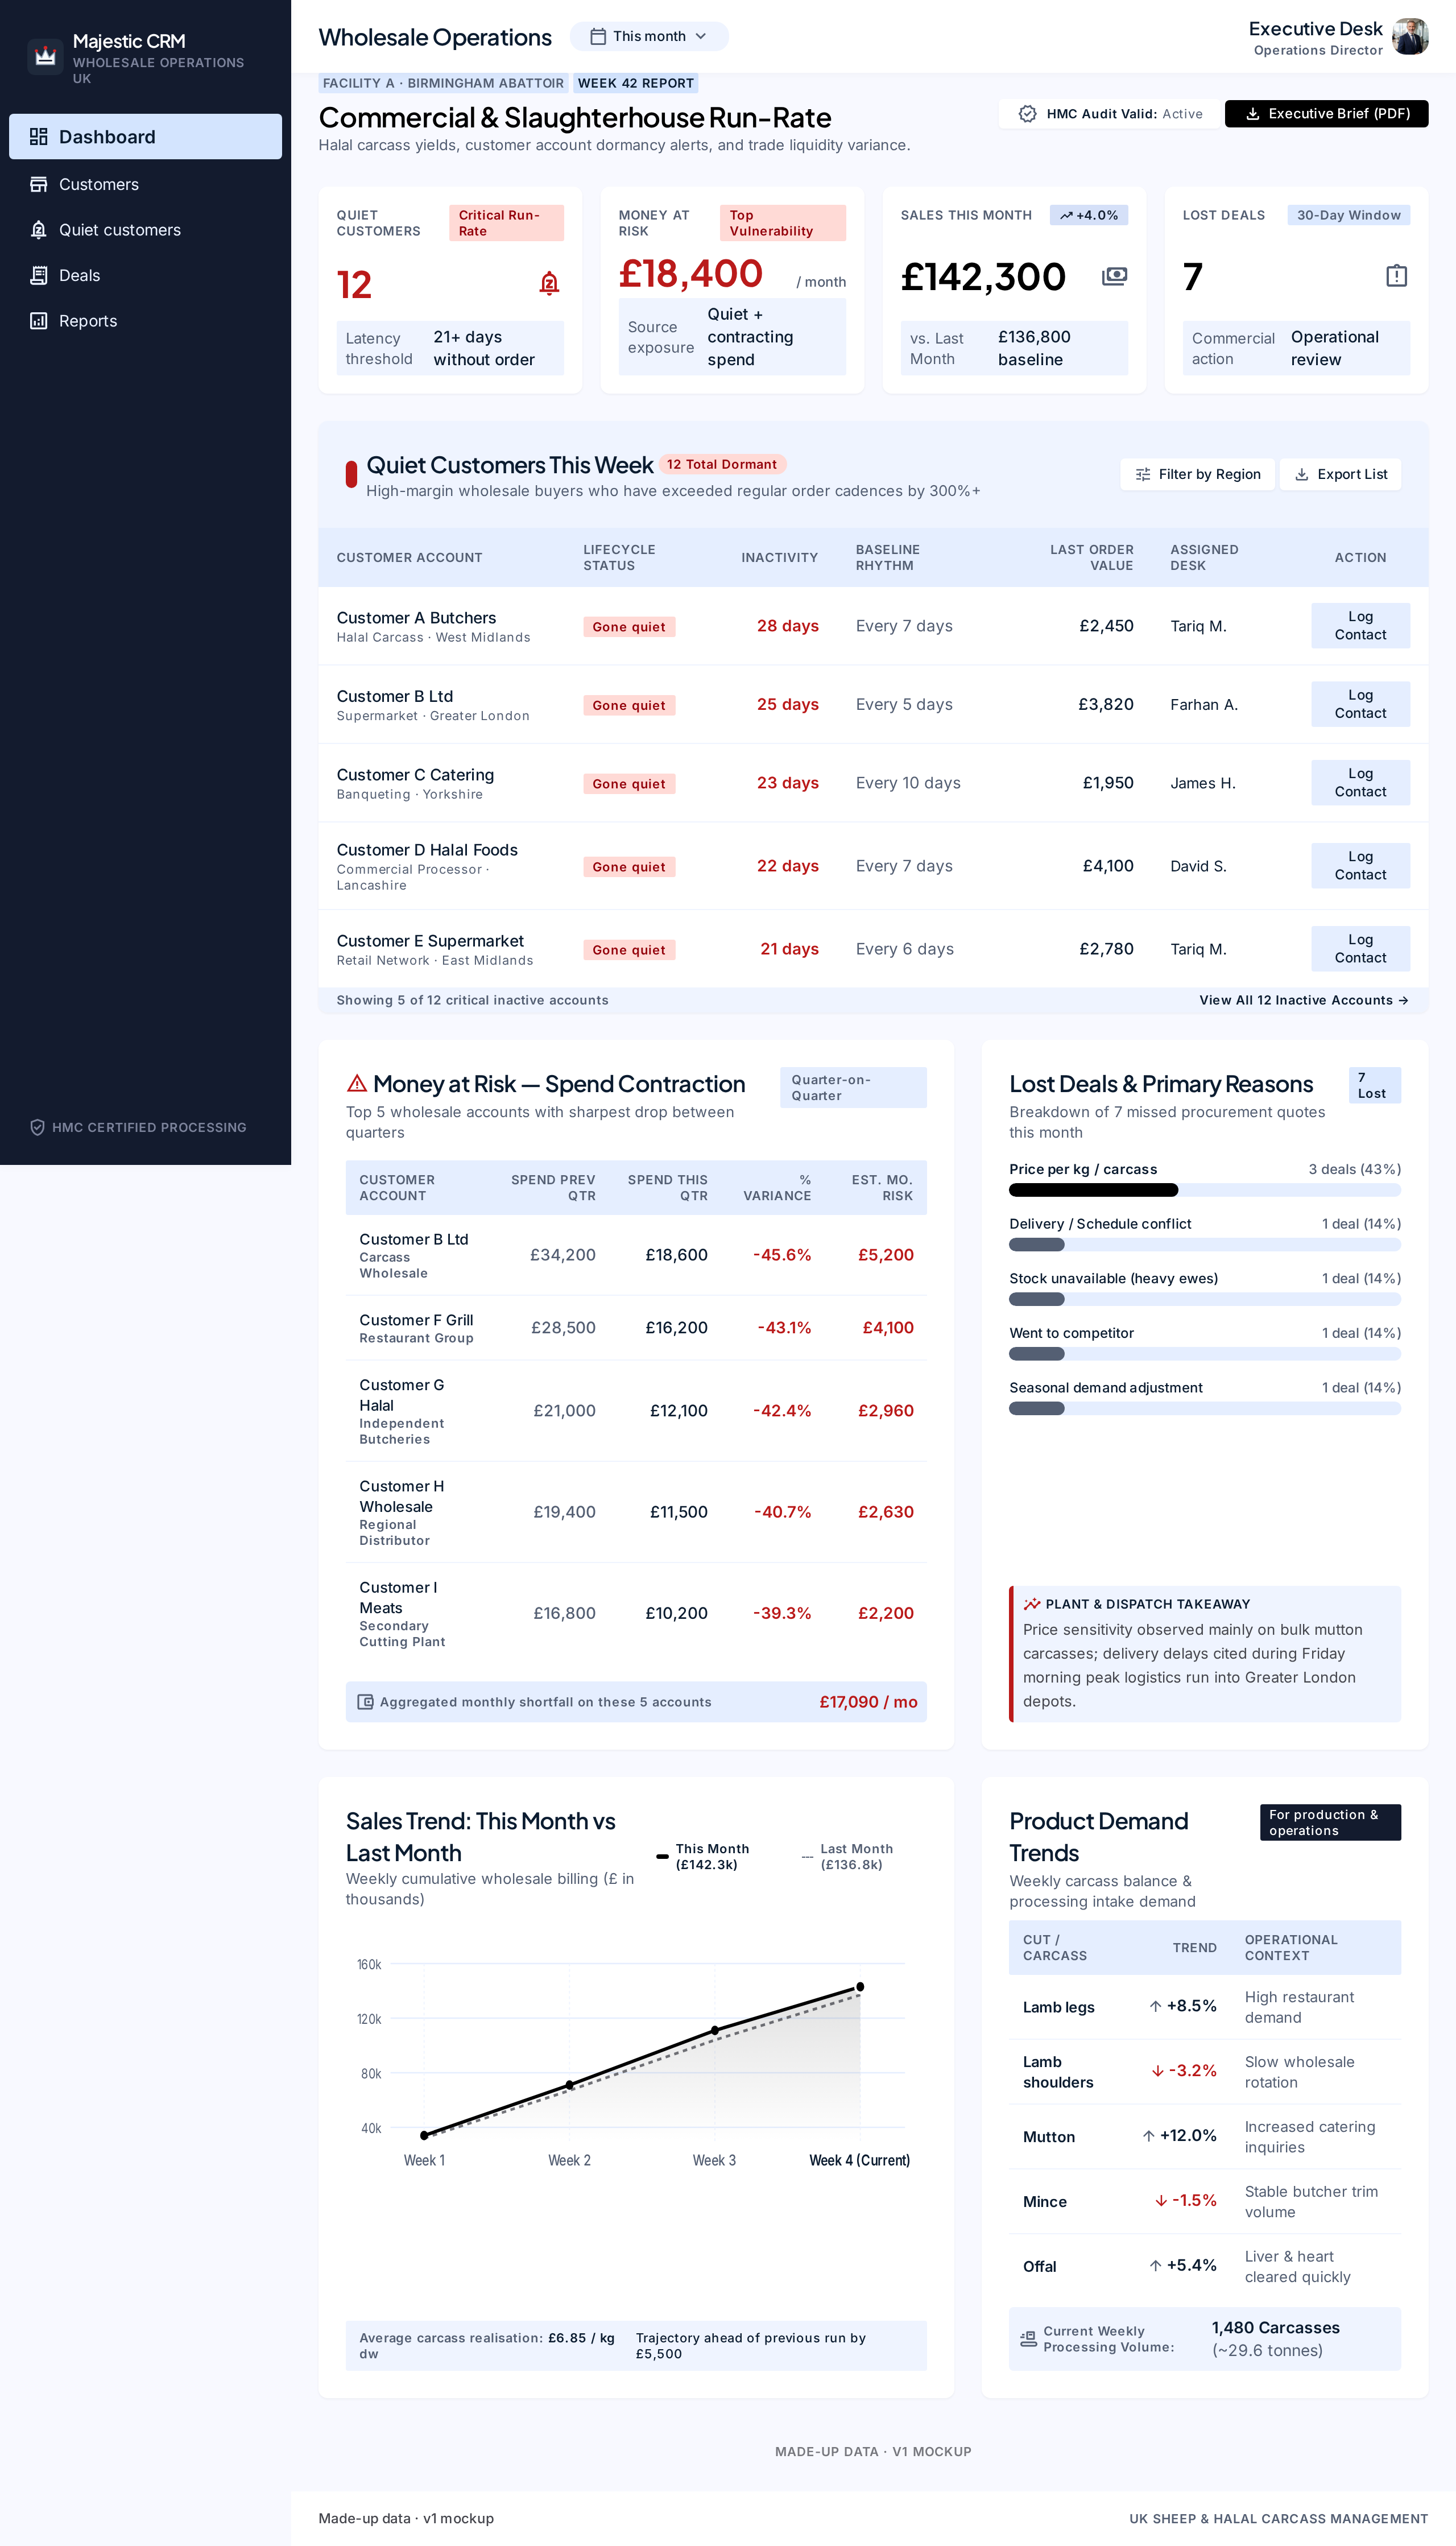 Majestic CRM
WHOLESALE OPERATIONS
UK
Dashboard
Customers
Quiet customers
Deals
Reports
HMC CERTIFIED PROCESSING
Wholesale Operations
This month
Executive Desk
Operations Director
FACILITY A · BIRMINGHAM ABATTOIR WEEK 42 REPORT
Commercial & Slaughterhouse Run-Rate
Halal carcass yields, customer account dormancy alerts, and trade liquidity variance.
HMC Audit Valid: Active
Executive Brief (PDF)
QUIET
CUSTOMERS
Critical Run-
Rate
12
Latency
threshold
21+ days
without order
MONEY AT
RISK
Top
Vulnerability
£18,400
/ month
Source
exposure
Quiet +
contracting
spend
SALES THIS MONTH
+4.0%
£142,300
vs. Last
Month
£136,800
baseline
LOST DEALS
30-Day Window
7
Commercial
action
Operational
review
Quiet Customers This Week 12 Total Dormant
High-margin wholesale buyers who have exceeded regular order cadences by 300%+
Filter by Region
Export List
CUSTOMER ACCOUNT
LIFECYCLE
STATUS
INACTIVITY
BASELINE
RHYTHM
LAST ORDER
VALUE
ASSIGNED
DESK
ACTION
Customer A Butchers
Halal Carcass · West Midlands
Gone quiet
28 days
Every 7 days
£2,450
Tariq M.
Log
Contact
Customer B Ltd
Supermarket · Greater London
Gone quiet
25 days
Every 5 days
£3,820
Farhan A.
Log
Contact
Customer C Catering
Banqueting · Yorkshire
Gone quiet
23 days
Every 10 days
£1,950
James H.
Log
Contact
Customer D Halal Foods
Commercial Processor ·
Lancashire
Gone quiet
22 days
Every 7 days
£4,100
David S.
Log
Contact
Customer E Supermarket
Retail Network · East Midlands
Gone quiet
21 days
Every 6 days
£2,780
Tariq M.
Log
Contact
Showing 5 of 12 critical inactive accounts
View All 12 Inactive Accounts →
Money at Risk — Spend Contraction
Quarter-on-
Quarter
Top 5 wholesale accounts with sharpest drop between
quarters
CUSTOMER
ACCOUNT
SPEND PREV
QTR
SPEND THIS
QTR
%
VARIANCE
EST. MO.
RISK
Customer B Ltd
Carcass
Wholesale
£34,200
£18,600
-45.6%
£5,200
Customer F Grill
Restaurant Group
£28,500
£16,200
-43.1%
£4,100
Customer G
Halal
Independent
Butcheries
£21,000
£12,100
-42.4%
£2,960
Customer H
Wholesale
Regional
Distributor
£19,400
£11,500
-40.7%
£2,630
Customer I
Meats
Secondary
Cutting Plant
£16,800
£10,200
-39.3%
£2,200
Aggregated monthly shortfall on these 5 accounts
£17,090 / mo
Lost Deals & Primary Reasons
7
Lost
Breakdown of 7 missed procurement quotes
this month
Price per kg / carcass
3 deals (43%)
Delivery / Schedule conflict
1 deal (14%)
Stock unavailable (heavy ewes)
1 deal (14%)
Went to competitor
1 deal (14%)
Seasonal demand adjustment
1 deal (14%)
PLANT & DISPATCH TAKEAWAY
Price sensitivity observed mainly on bulk mutton
carcasses; delivery delays cited during Friday
morning peak logistics run into Greater London
depots.
Sales Trend: This Month vs
Last Month
Weekly cumulative wholesale billing (£ in
thousands)
This Month
(£142.3k)
Last Month
(£136.8k)
160k
120k
80k
40k
Week 1
Week 2
Week 3
Week 4 (Current)
Average carcass realisation: £6.85 / kg
dw
Trajectory ahead of previous run by
£5,500
Product Demand
Trends
For production &
operations
Weekly carcass balance &
processing intake demand
CUT /
CARCASS
TREND
OPERATIONAL
CONTEXT
Lamb legs
↑ +8.5%
High restaurant
demand
Lamb
shoulders
↓ -3.2%
Slow wholesale
rotation
Mutton
↑ +12.0%
Increased catering
inquiries
Mince
↓ -1.5%
Stable butcher trim
volume
Offal
↑ +5.4%
Liver & heart
cleared quickly
Current Weekly
Processing Volume:
1,480 Carcasses
(~29.6 tonnes)
MADE-UP DATA · V1 MOCKUP
Made-up data · v1 mockup
UK SHEEP & HALAL CARCASS MANAGEMENT